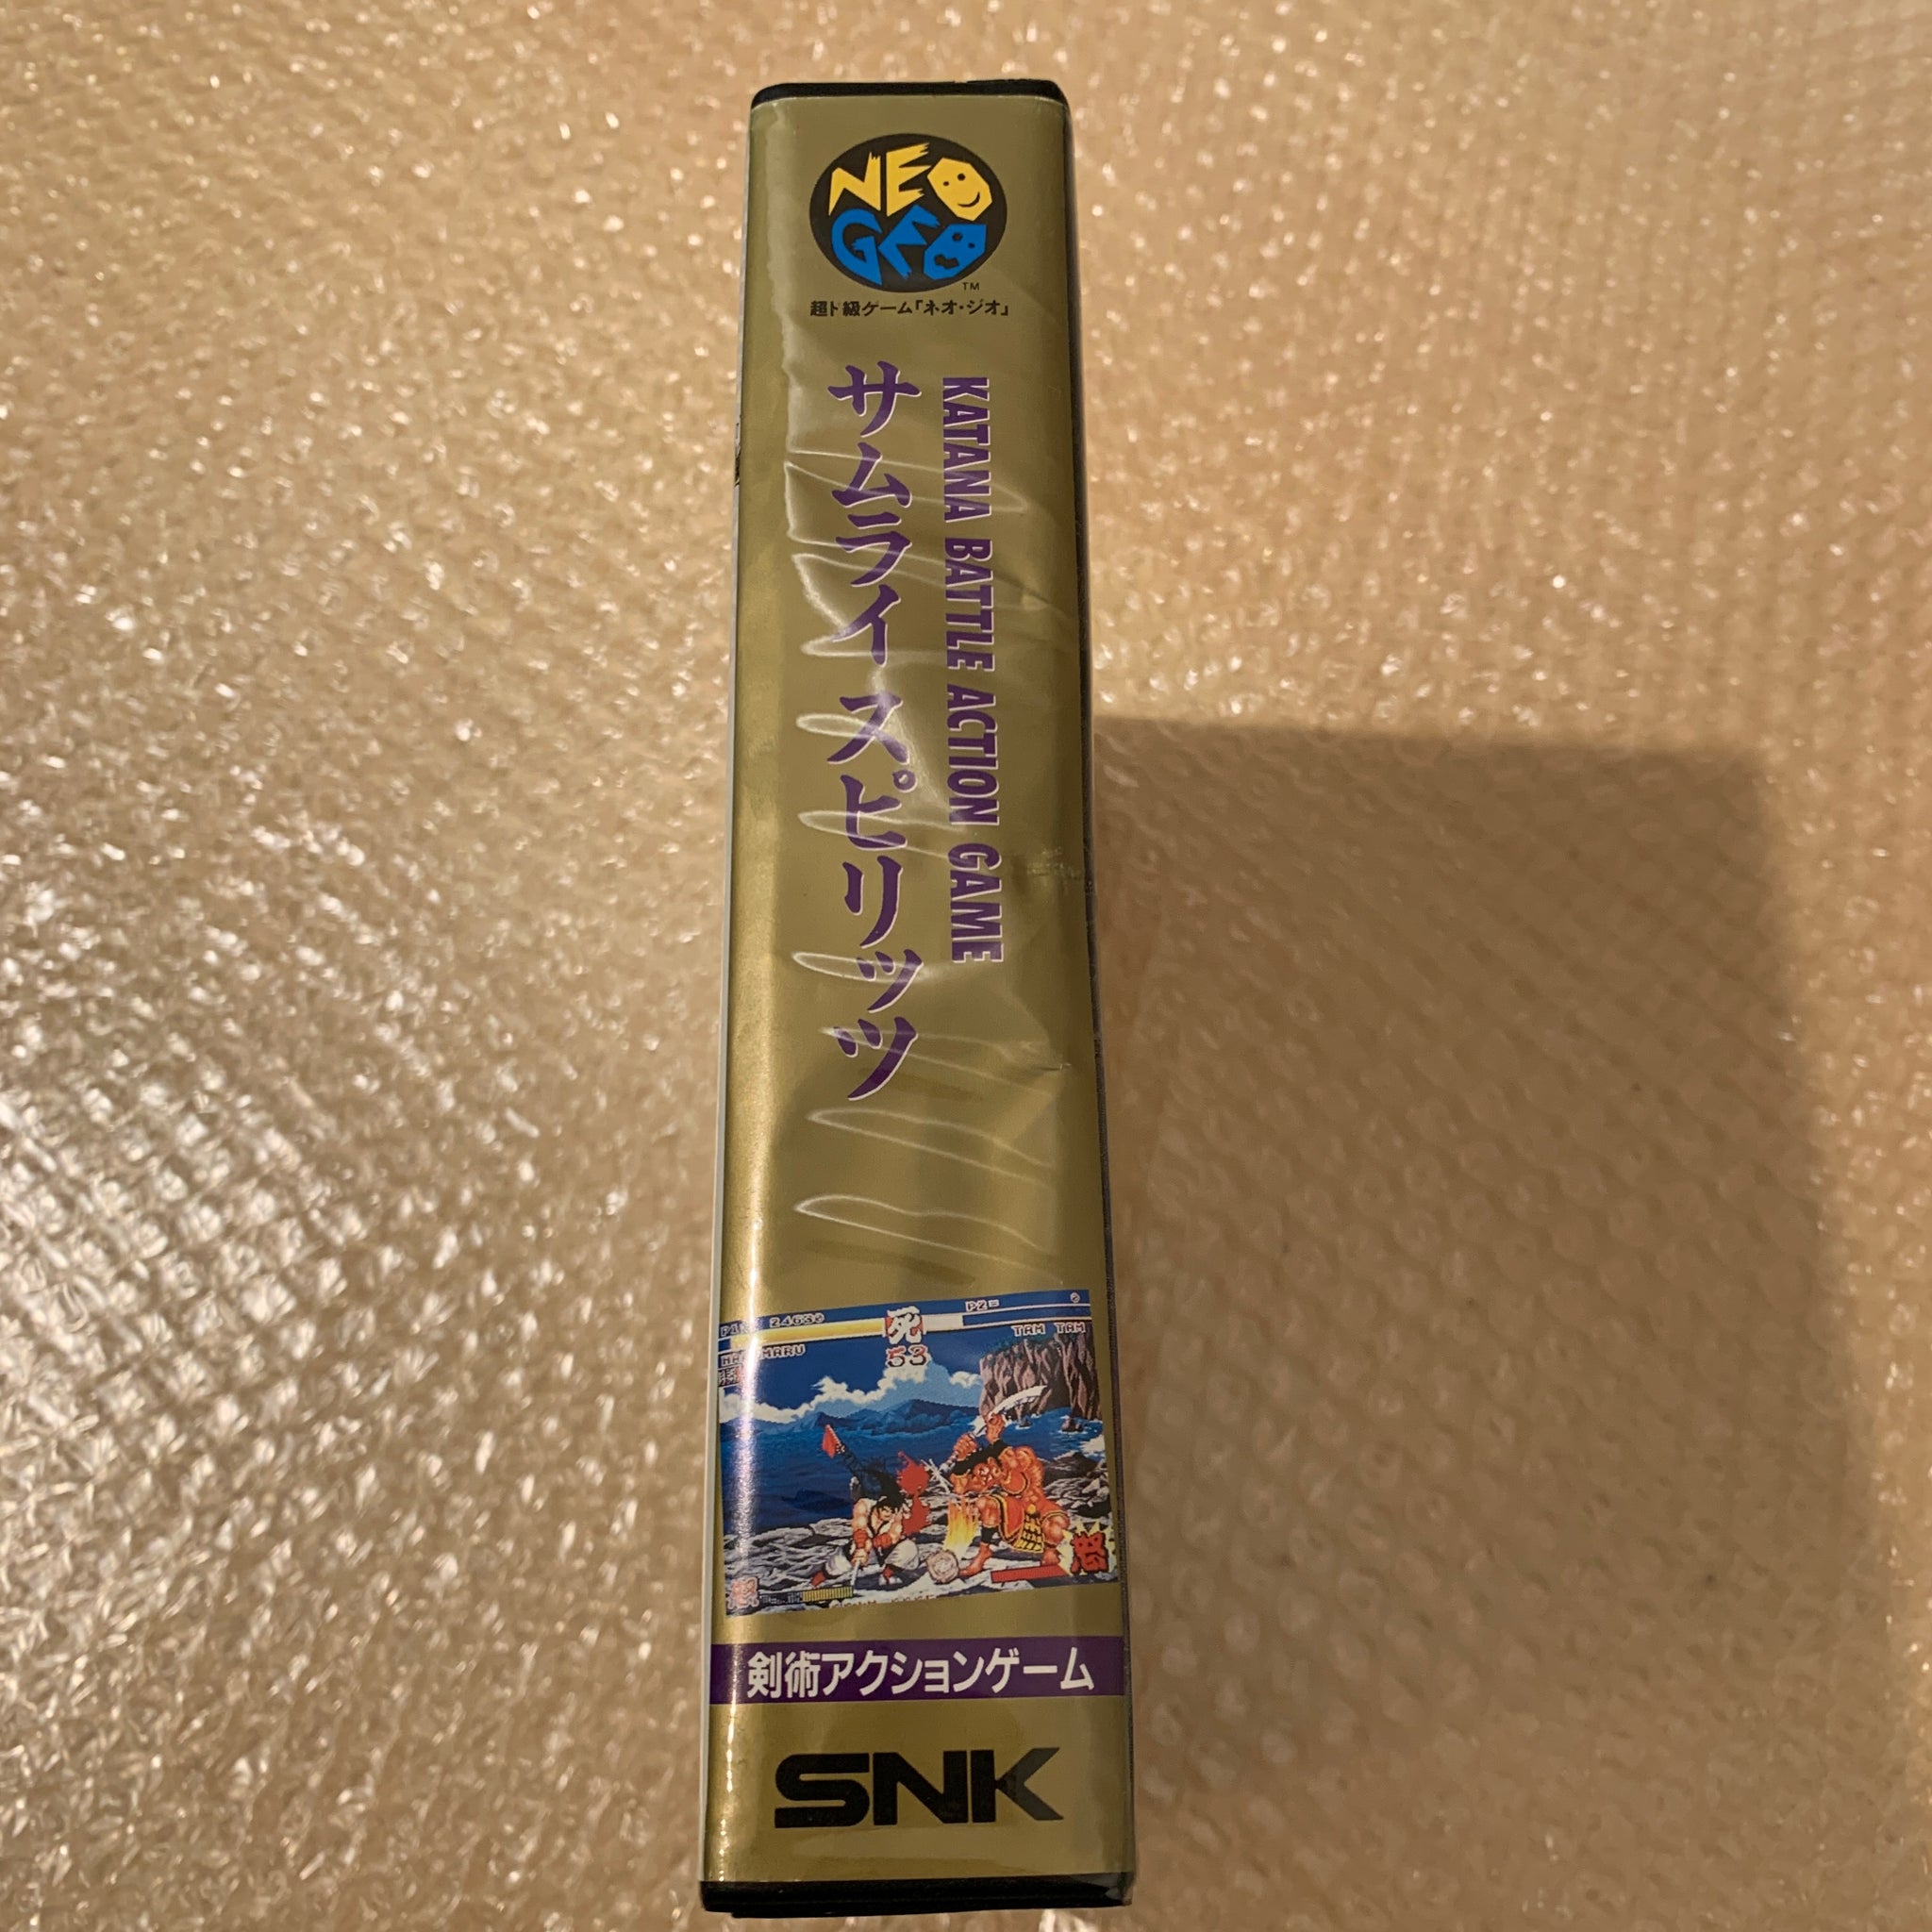 NEO
GEO
TM
超ド級ゲーム「ネオ・ジオ」
KATANA BATTLE ACTION GAME
サムライ スピリッツ
死
P2=
TAM TAM
MARU
53
剣術アクションゲーム
SNK